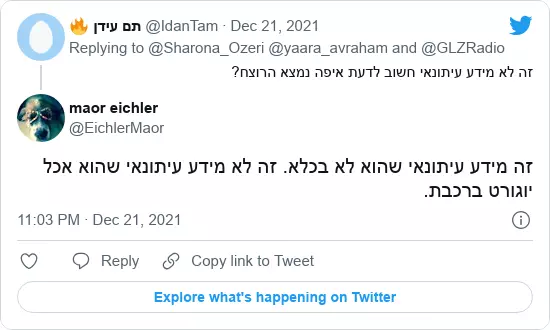 תם עידן 🔥 @IdanTam · Dec 21, 2021
Replying to @Sharona_Ozeri @yaara_avraham and @GLZRadio
זה לא מידע עיתונאי חשוב לדעת איפה נמצא הרוצח?
maor eichler
@EichlerMaor
זה מידע עיתונאי שהוא לא בכלא. זה לא מידע עיתונאי שהוא אכל
יוגורט ברכבת.
11:03 PM · Dec 21, 2021
Reply
Copy link to Tweet
Explore what's happening on Twitter